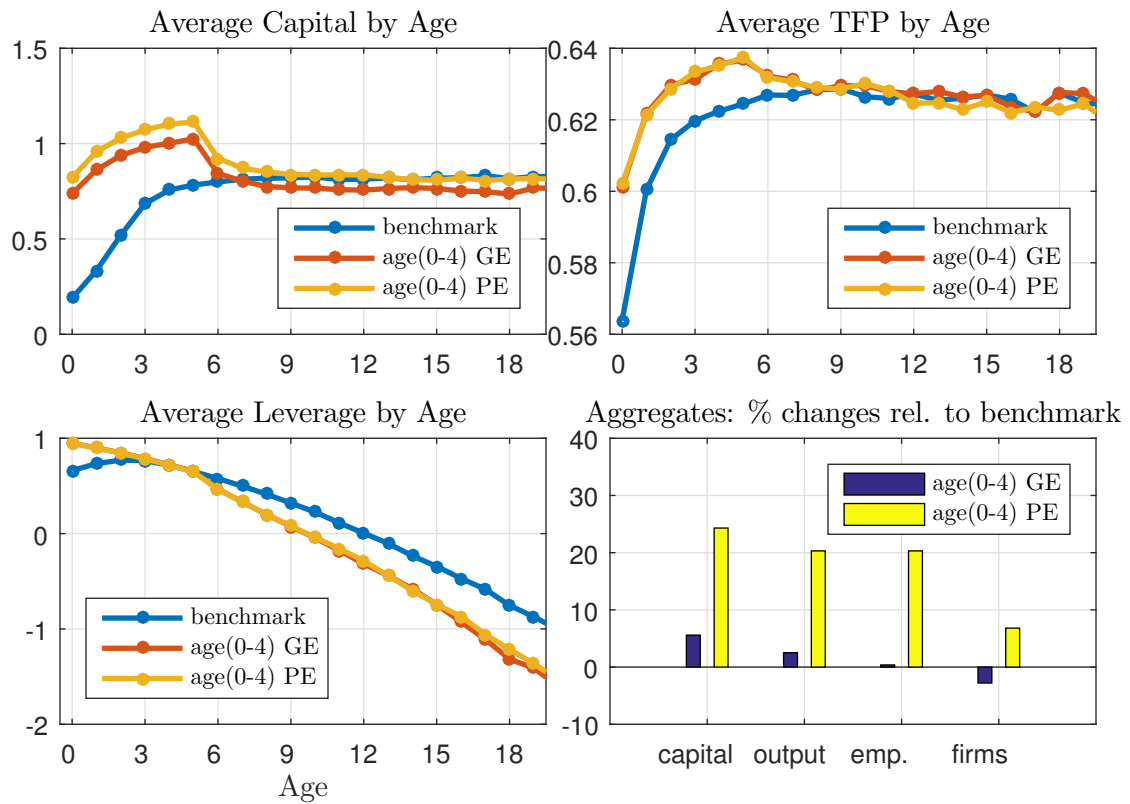 Average Capital by Age
1.5
1
0.5
0
0 3 6 9 12 15 18
benchmark
age(0-4) GE
age(0-4) PE
Average TFP by Age
0.64
0.62
0.6
0.58
0.56
0 3 6 9 12 15 18
benchmark
age(0-4) GE
age(0-4) PE
Average Leverage by Age
1
0
-1
-2
0 3 6 9 12 15 18
Age
benchmark
age(0-4) GE
age(0-4) PE
Aggregates: % changes rel. to benchmark
40
30
20
10
0
-10
capital output emp. firms
age(0-4) GE
age(0-4) PE